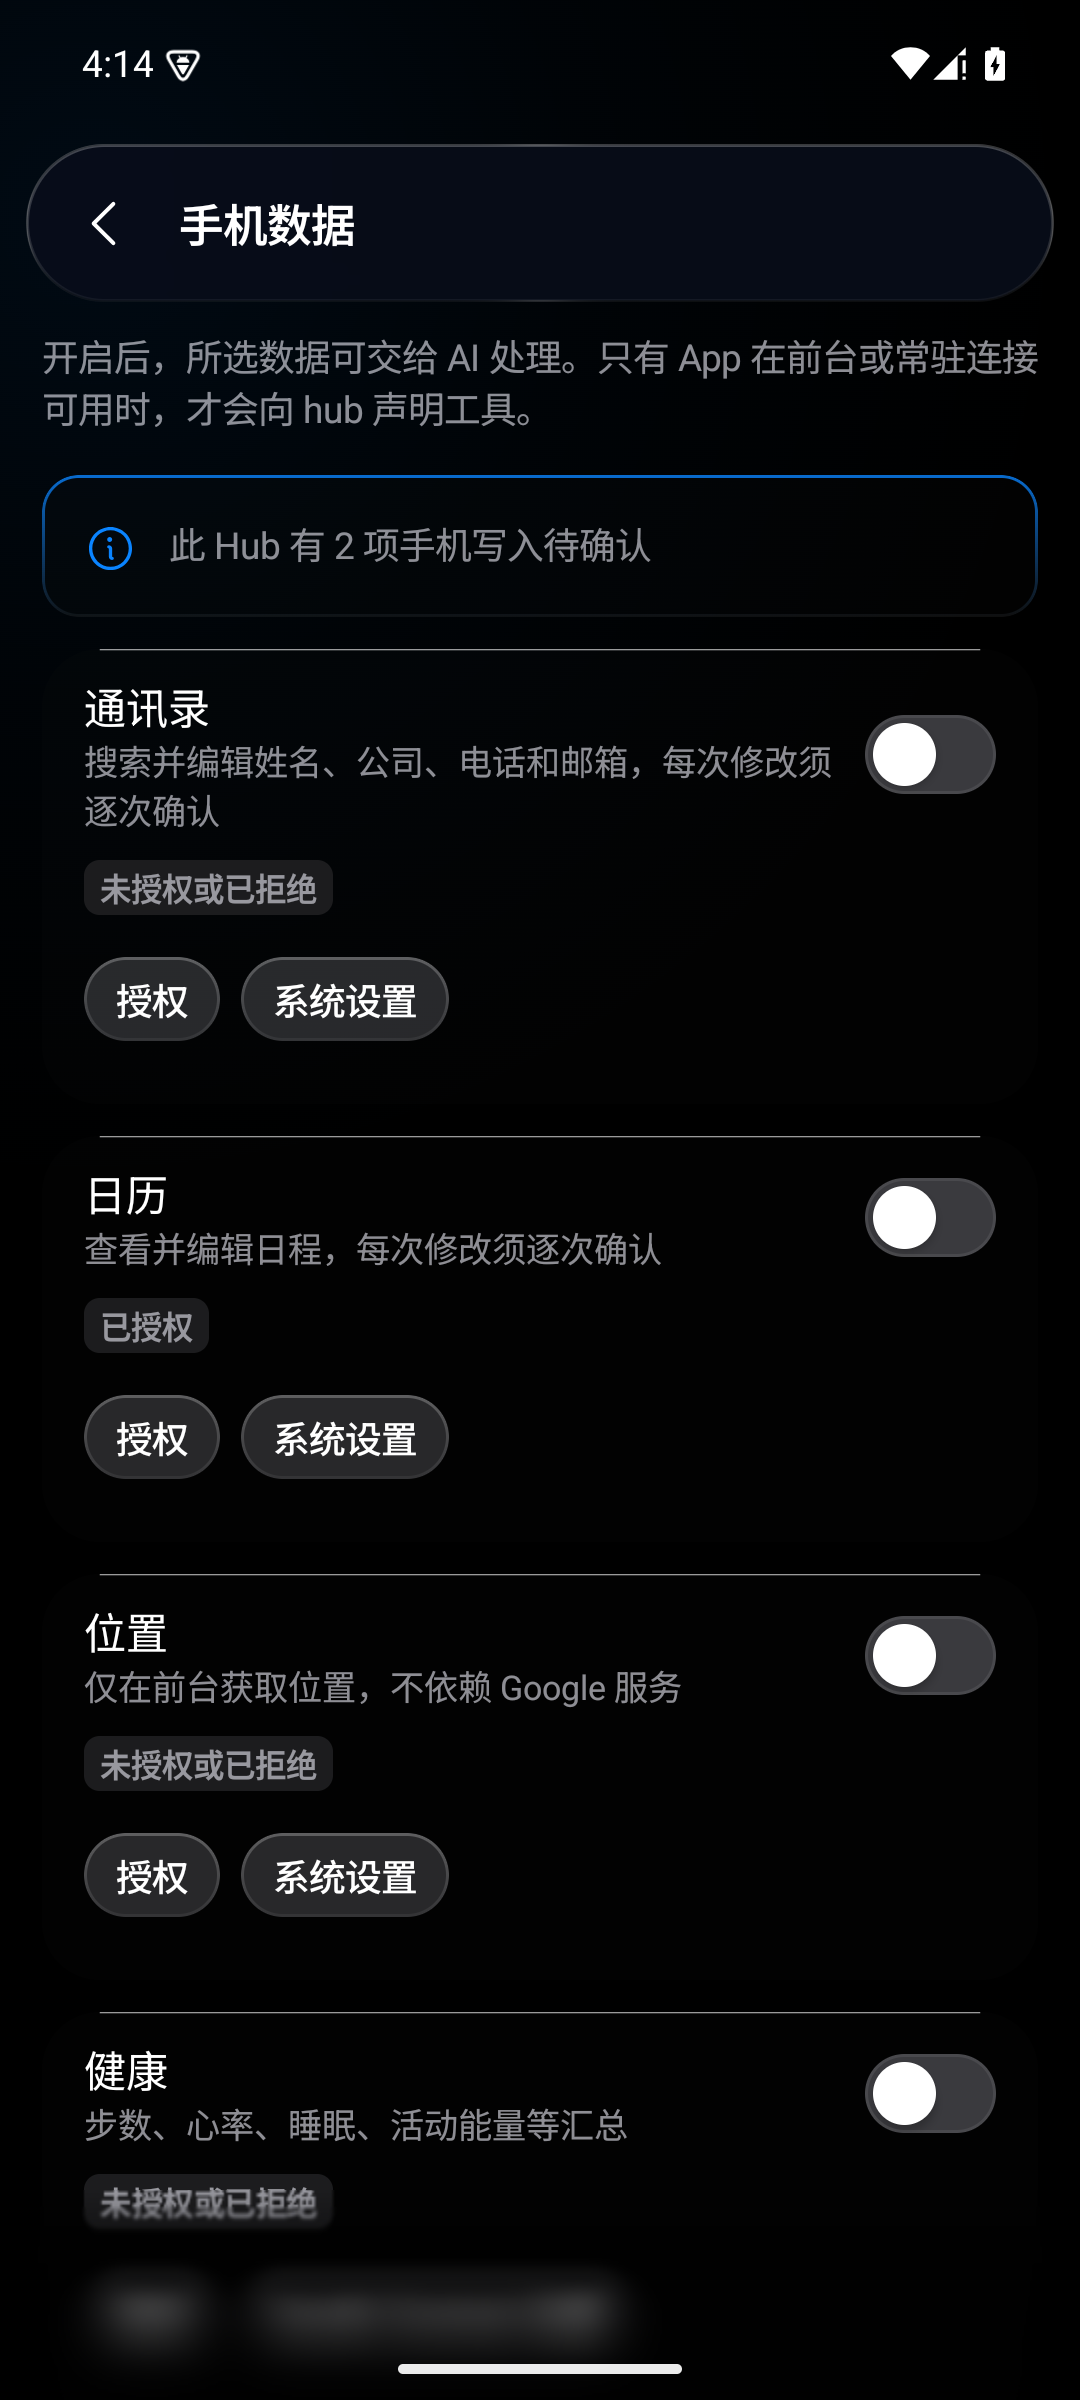 4:14
手机数据
开启后，所选数据可交给 AI 处理。只有 App 在前台或常驻连接
可用时，才会向 hub 声明工具。
此 Hub 有 2 项手机写入待确认
通讯录
搜索并编辑姓名、公司、电话和邮箱，每次修改须
逐次确认
未授权或已拒绝
授权 系统设置
日历
查看并编辑日程，每次修改须逐次确认
已授权
授权 系统设置
位置
仅在前台获取位置，不依赖 Google 服务
未授权或已拒绝
授权 系统设置
健康
步数、心率、睡眠、活动能量等汇总
未授权或已拒绝